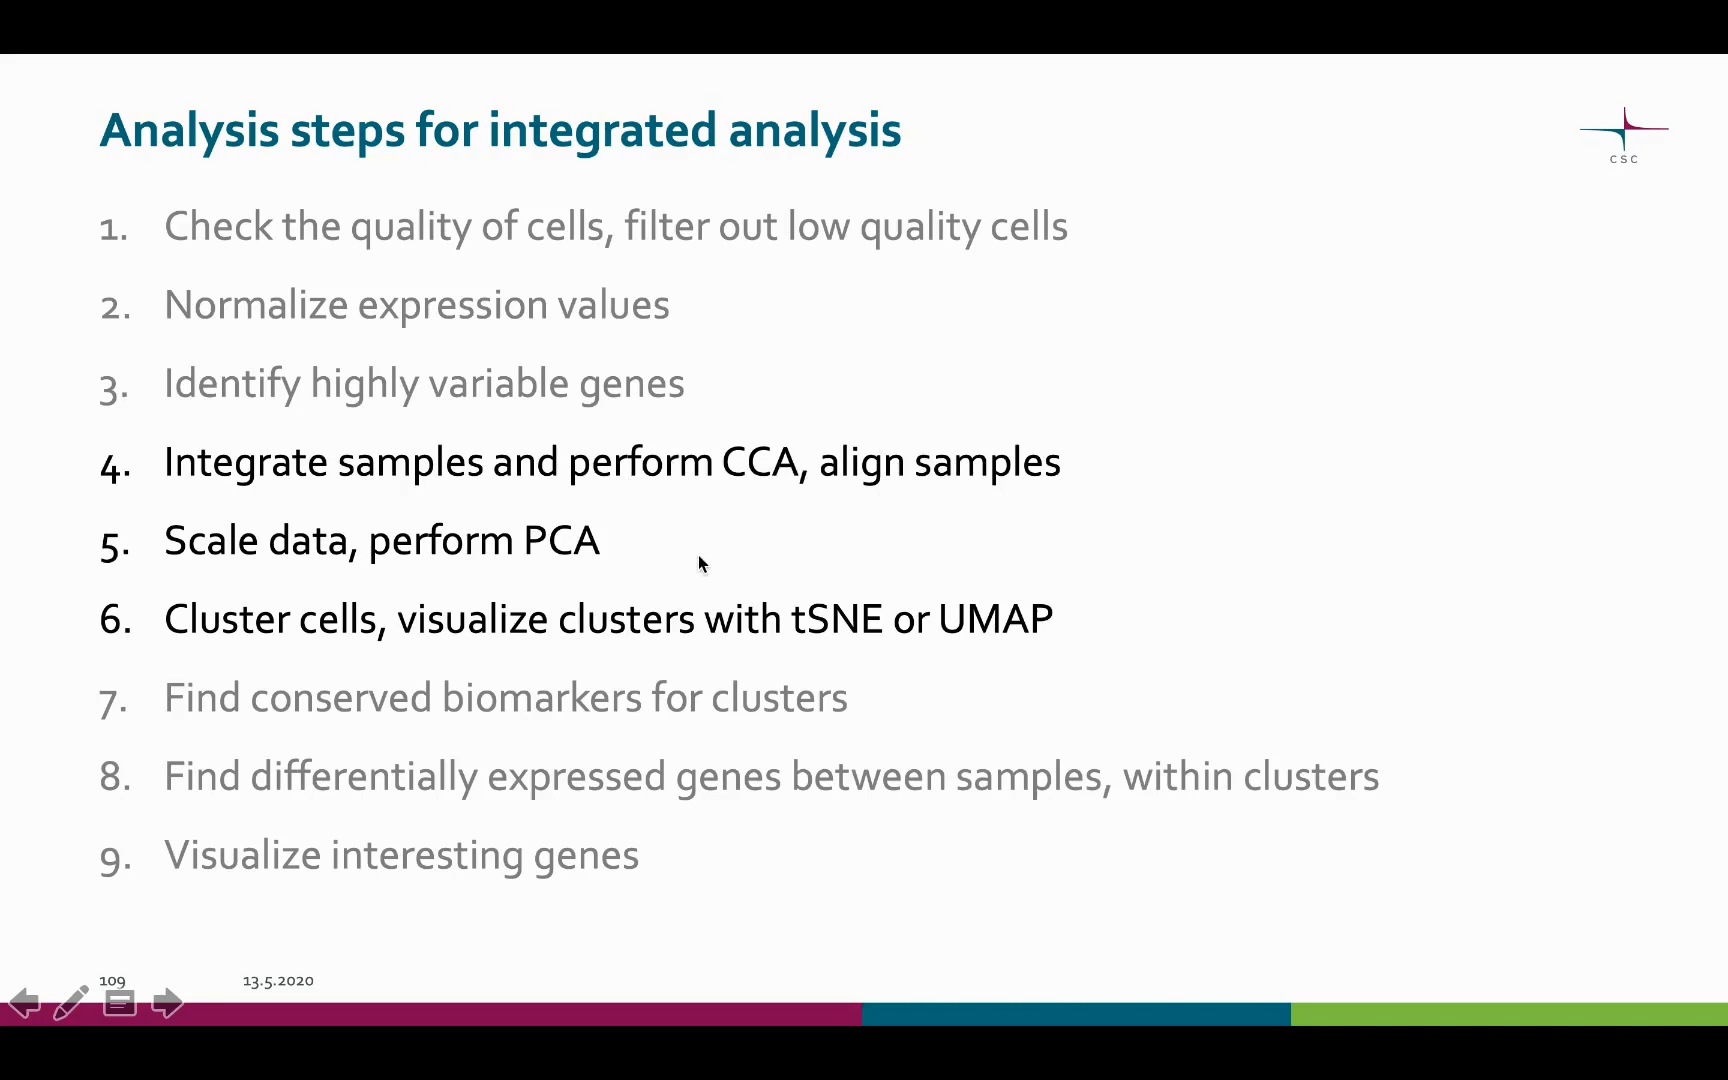 Analysis steps for integrated analysis
CSC
1. Check the quality of cells, filter out low quality cells
2. Normalize expression values
3. Identify highly variable genes
4. Integrate samples and perform CCA, align samples
5. Scale data, perform PCA
6. Cluster cells, visualize clusters with tSNE or UMAP
7. Find conserved biomarkers for clusters
8. Find differentially expressed genes between samples, within clusters
9. Visualize interesting genes
109 13.5.2020